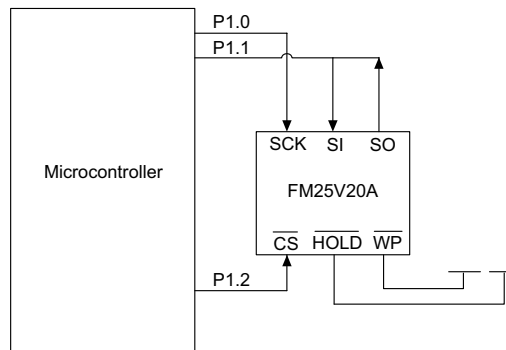 P1.0
P1.1
SCK SI SO
Microcontroller
FM25V20A
CS HOLD WP
P1.2